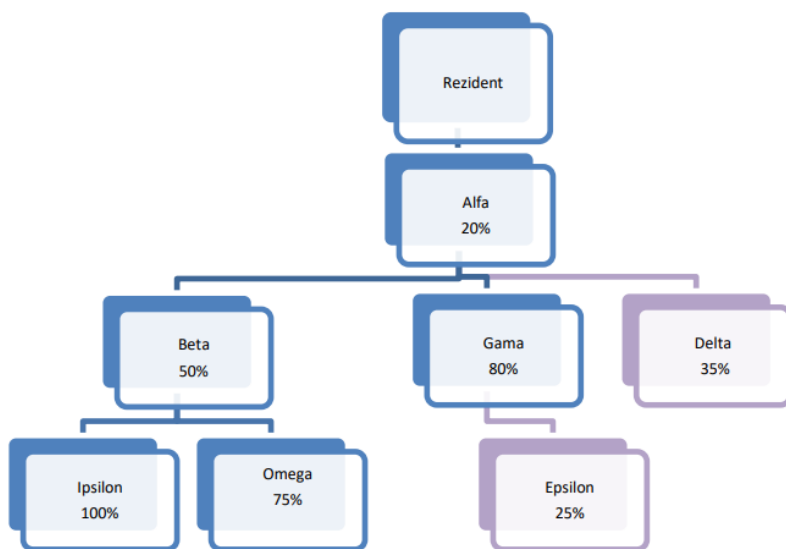 Rezident
Alfa
20%
Beta
50%
Gama
80%
Delta
35%
Ipsilon
100%
Omega
75%
Epsilon
25%